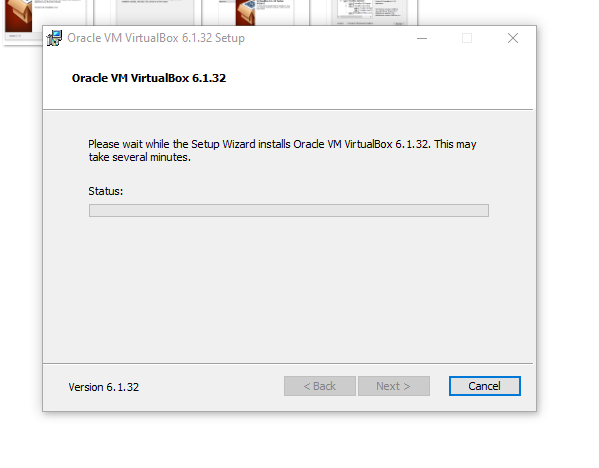 Oracle VM VirtualBox 6.1.32 Setup
Oracle VM VirtualBox 6.1.32
Please wait while the Setup Wizard installs Oracle VM VirtualBox 6.1.32. This may
take several minutes.
Status:
Version 6.1.32
< Back
Next >
Cancel